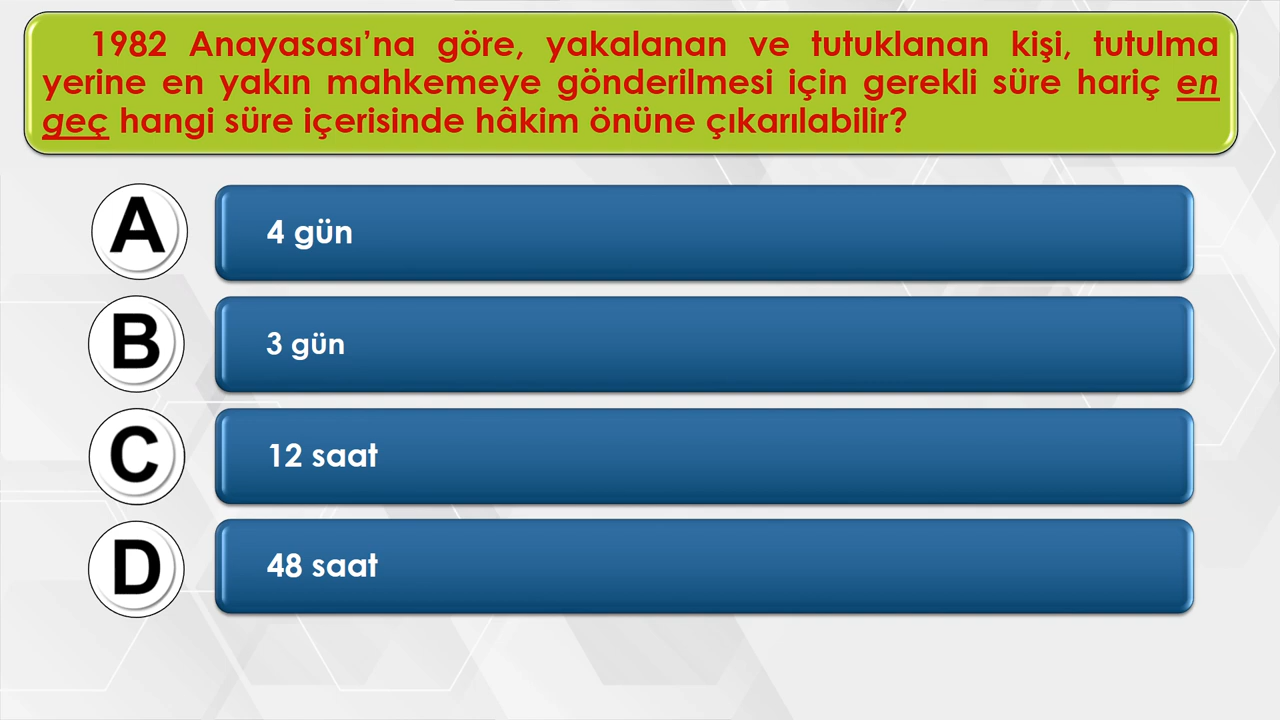 1982 Anayasası’na göre, yakalanan ve tutuklanan kişi, tutulma
yerine en yakın mahkemeye gönderilmesi için gerekli süre hariç en
geç hangi süre içerisinde hâkim önüne çıkarılabilir?
A
4 gün
B
3 gün
C
12 saat
D
48 saat